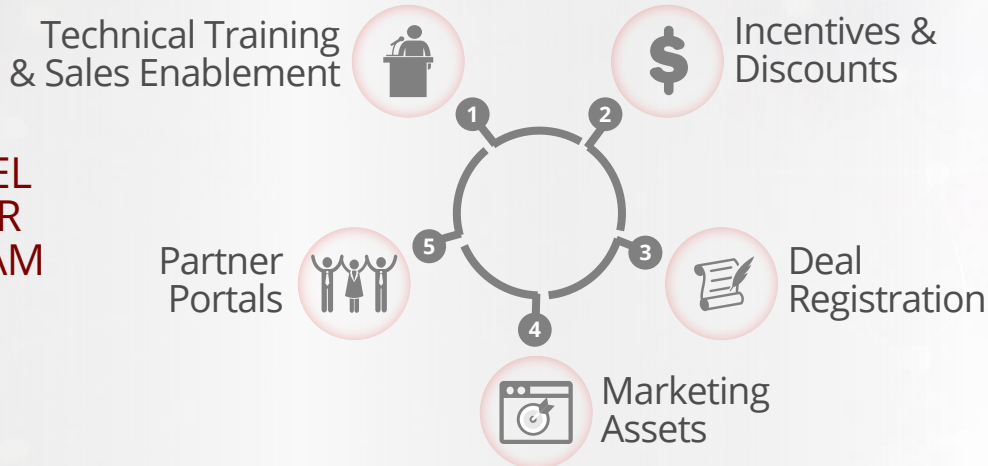 Technical Training
& Sales Enablement
Incentives &
Discounts
1
2
EL
R
AM
5
3
Partner
Portals
Deal
Registration
4
Marketing
Assets